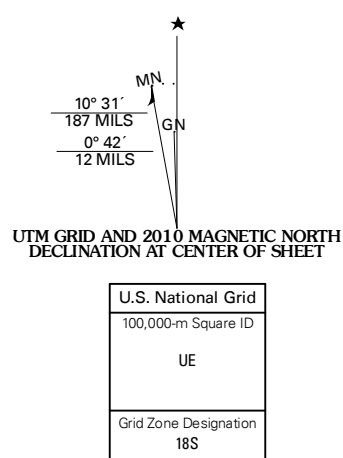 MN
10° 31´
187 MILS
GN
0° 42´
12 MILS
UTM GRID AND 2010 MAGNETIC NORTH
DECLINATION AT CENTER OF SHEET
U.S. National Grid
100,000-m Square ID
UE
Grid Zone Designation
18S